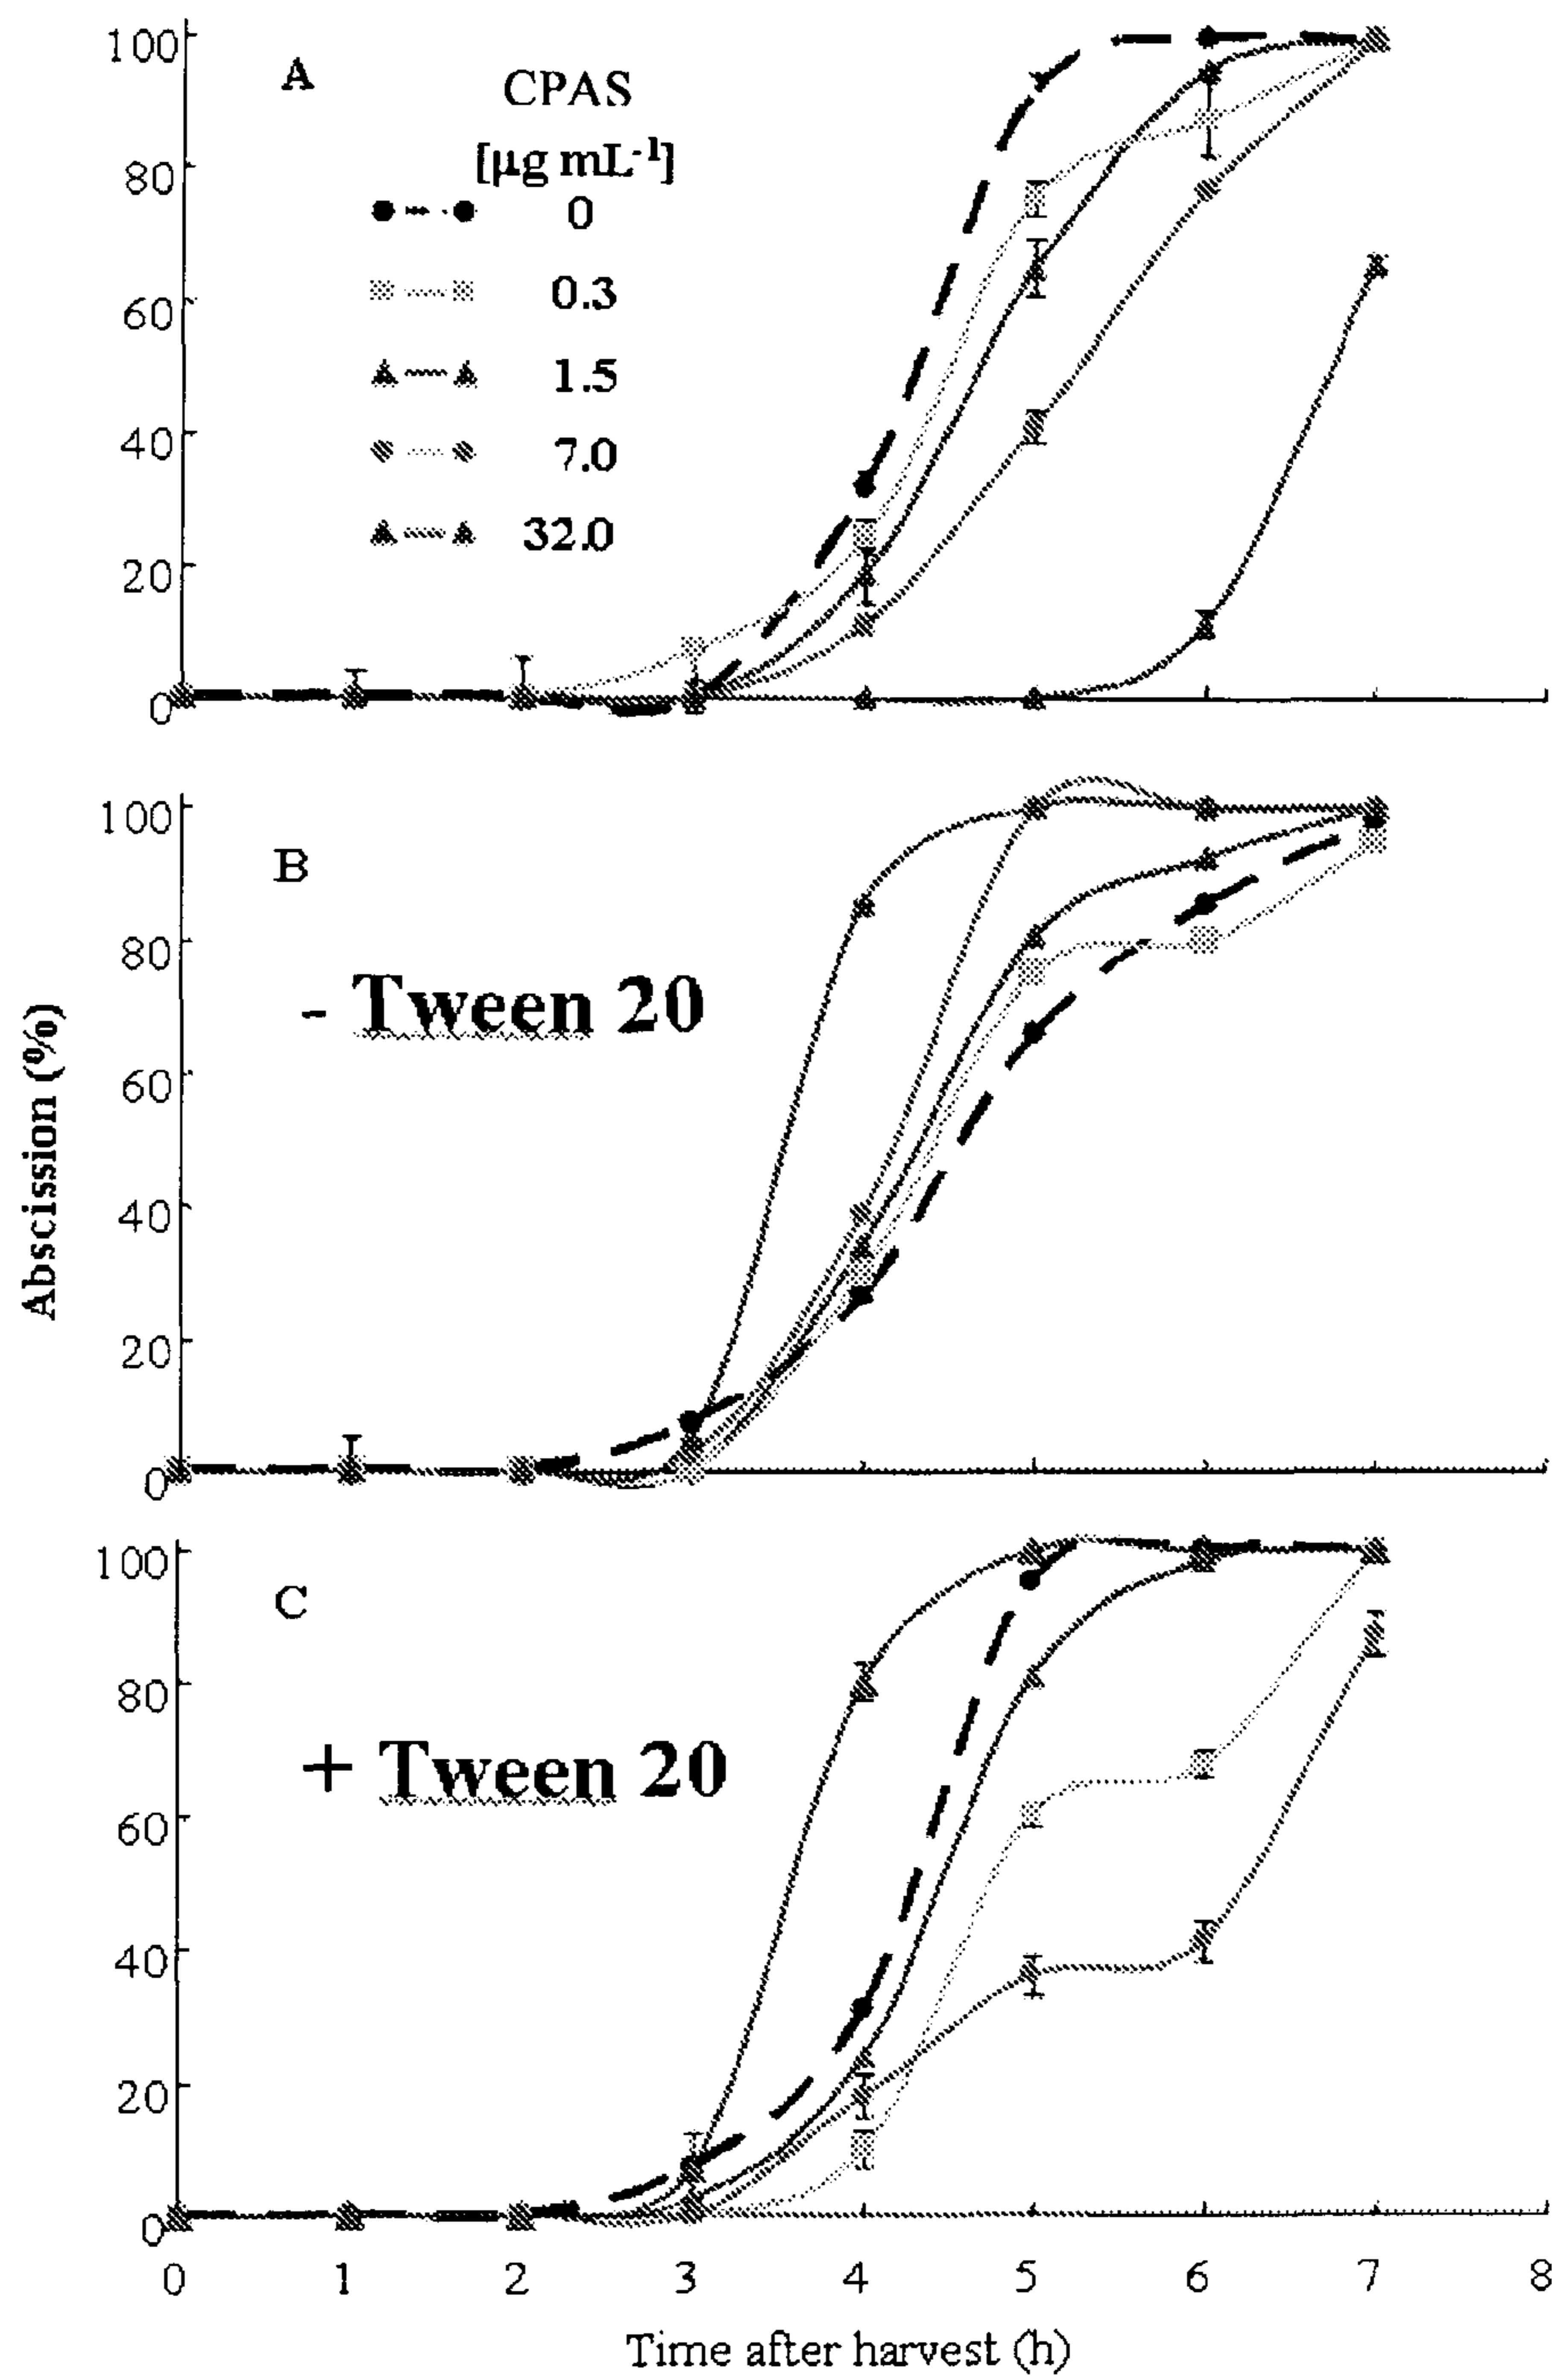 A
CPAS
[µg mL-1]
0
0.3
1.5
7.0
32.0
100
80
60
40
20
0
B
- Tween 20
100
80
60
40
20
0
Abscission (%)
C
+ Tween 20
100
80
60
40
20
0
0 1 2 3 4 5 6 7 8
Time after harvest (h)